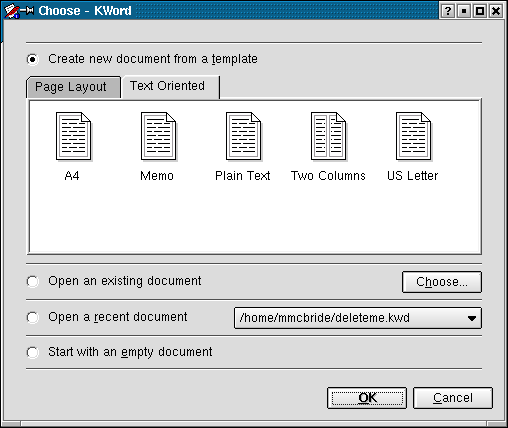 Choose - KWord
Create new document from a template
Page Layout Text Oriented
A4 Memo Plain Text Two Columns US Letter
Open an existing document Choose...
Open a recent document /home/mmcbride/deleteme.kwd
Start with an empty document
OK Cancel